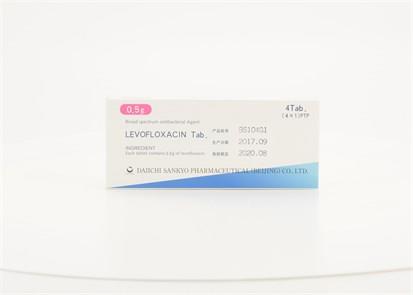 0.5g
4Tab.
(4×1)/PTP
Broad spectrum antibacterial Agent
LEVOFLOXACIN Tab.
产品批号 BS104G1
生产日期 2017.09
有效期至 2020.08
INGREDIENT
Each tablet contains 0.5g of levofloxacin.
DAIICHI SANKYO PHARMACEUTICAL (BEIJING) CO., LTD.